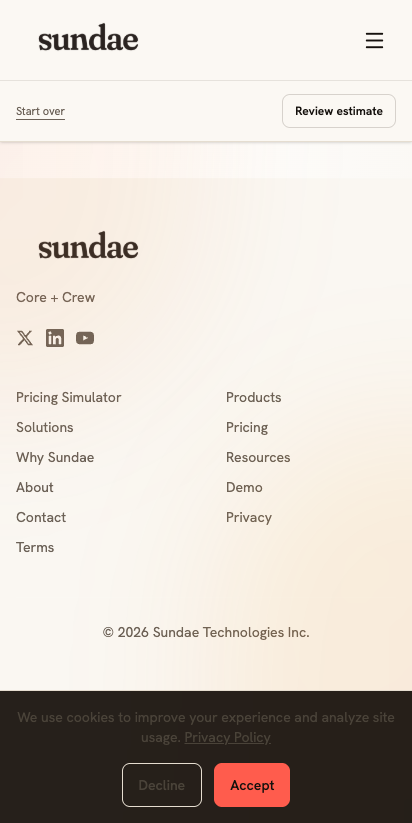 sundae
Start over
Review estimate
sundae
Core + Crew
Pricing Simulator
Products
Solutions
Pricing
Why Sundae
Resources
About
Demo
Contact
Privacy
Terms
© 2026 Sundae Technologies Inc.
We use cookies to improve your experience and analyze site
usage. Privacy Policy
Decline
Accept